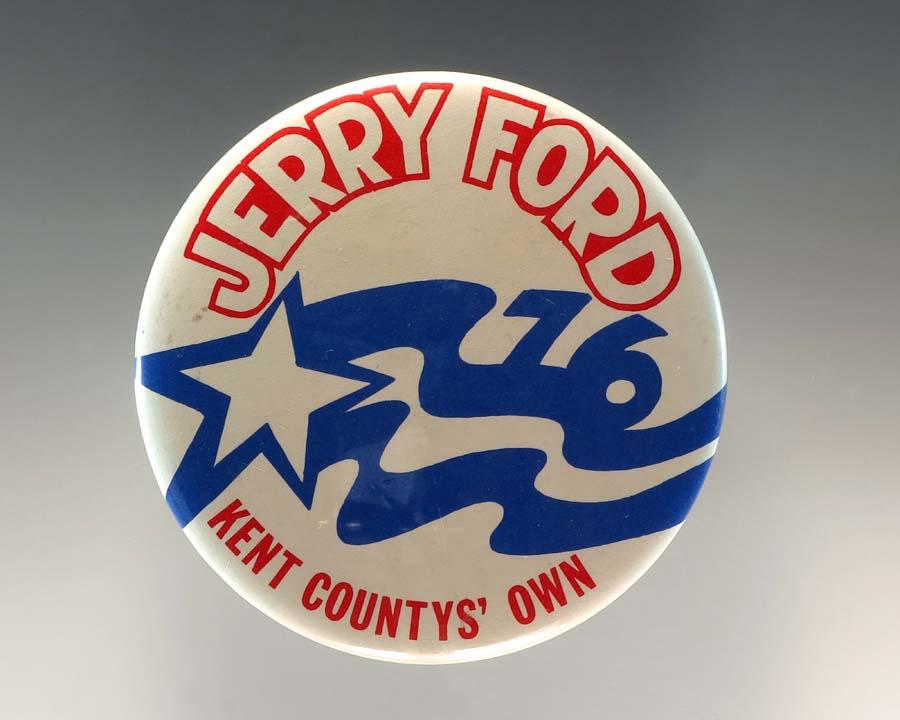 JERRY FORD
76
KENT COUNTYS' OWN